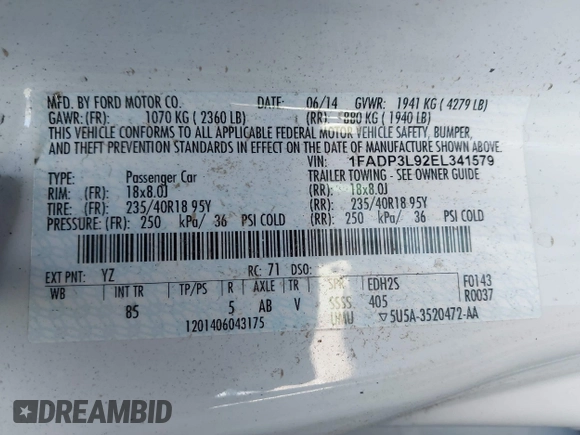 MFD. BY FORD MOTOR CO. DATE: 06/14 GVWR: 1941 KG ( 4279 LB)
GAWR: (FR): 1070 KG ( 2360 LB) (RR): 880 KG ( 1940 LB)
THIS VEHICLE CONFORMS TO ALL APPLICABLE FEDERAL MOTOR VEHICLE SAFETY, BUMPER,
AND THEFT PREVENTION STANDARDS IN EFFECT ON THE DATE OF MANUFACTURE SHOWN ABOVE.
VIN: 1FADP3L92EL341579
TYPE: Passenger Car TRAILER TOWING - SEE OWNER GUIDE
RIM: (FR): 18x8.0J (RR): 18x8.0J
TIRE: (FR): 235/40R18 95Y (RR): 235/40R18 95Y
PRESSURE: (FR): 250 kPa/ 36 PSI COLD (RR): 250 kPa/ 36 PSI COLD
EXT PNT: YZ RC: 71 DSO:
WB INT TR TP/PS R AXLE TR SPR EDH2S F0143
85 5 AB V SSSS 405 R0037
1201406043175 UMU ▽5U5A-3520472-AA
DREAMBID